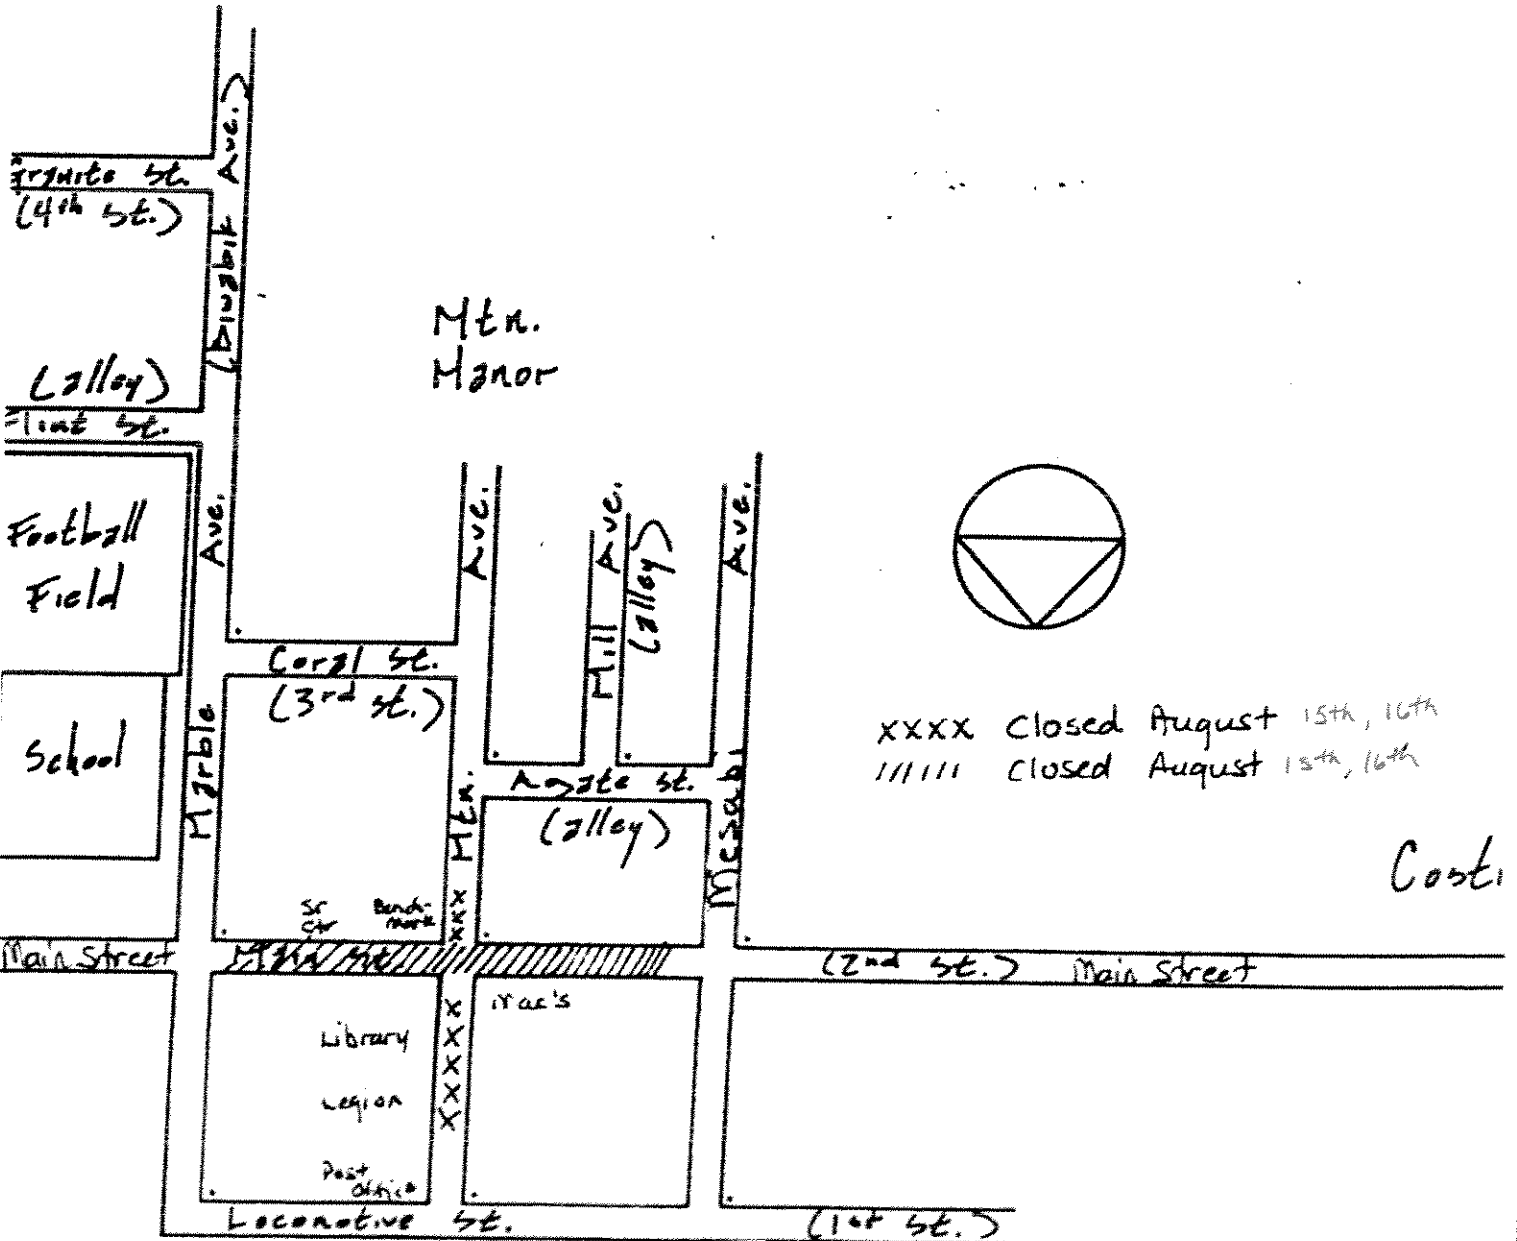 St.
(4th St.)
(Biwabik Ave.)
Mtn.
Manor
(alley)
Flint St.
Football
Field
Ave.
Ave.
Mill Ave.
(alley)
Ave.
Coral St.
(3rd St.)
School
Marble
Mtn.
Agate St.
(alley)
Mesabi
xxxx Closed August 15th, 16th
////// Closed August 15th, 16th
Sr
Ctr
Bench-
mark
xxx
Main Street
Main St.
(2nd St.)
Main Street
Library
xxxxx
Mac's
Legion
Post
Office
Locomotive St.
(1st St.)